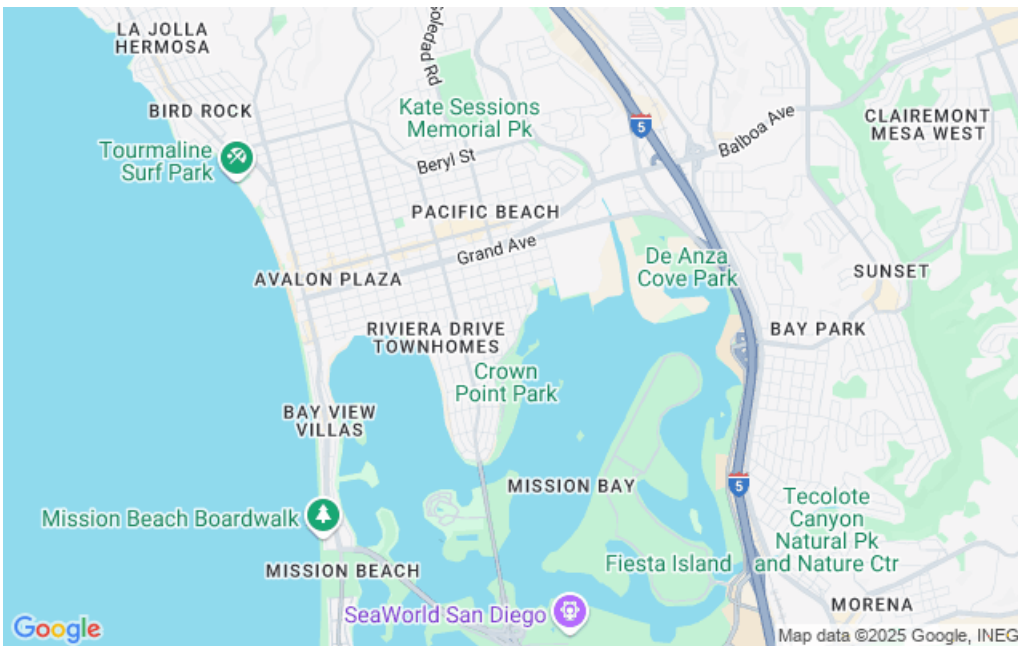 LA JOLLA
HERMOSA
Soledad Rd
BIRD ROCK
Kate Sessions
Memorial Pk
5
Balboa Ave
CLAIREMONT
MESA WEST
Tourmaline
Surf Park
Beryl St
PACIFIC BEACH
Grand Ave
De Anza
Cove Park
AVALON PLAZA
SUNSET
RIVIERA DRIVE
TOWNHOMES
BAY PARK
Crown
Point Park
BAY VIEW
VILLAS
MISSION BAY
5
Tecolote
Canyon
Natural Pk
and Nature Ctr
Mission Beach Boardwalk
Fiesta Island
MISSION BEACH
SeaWorld San Diego
MORENA
Google
Map data ©2025 Google, INEG